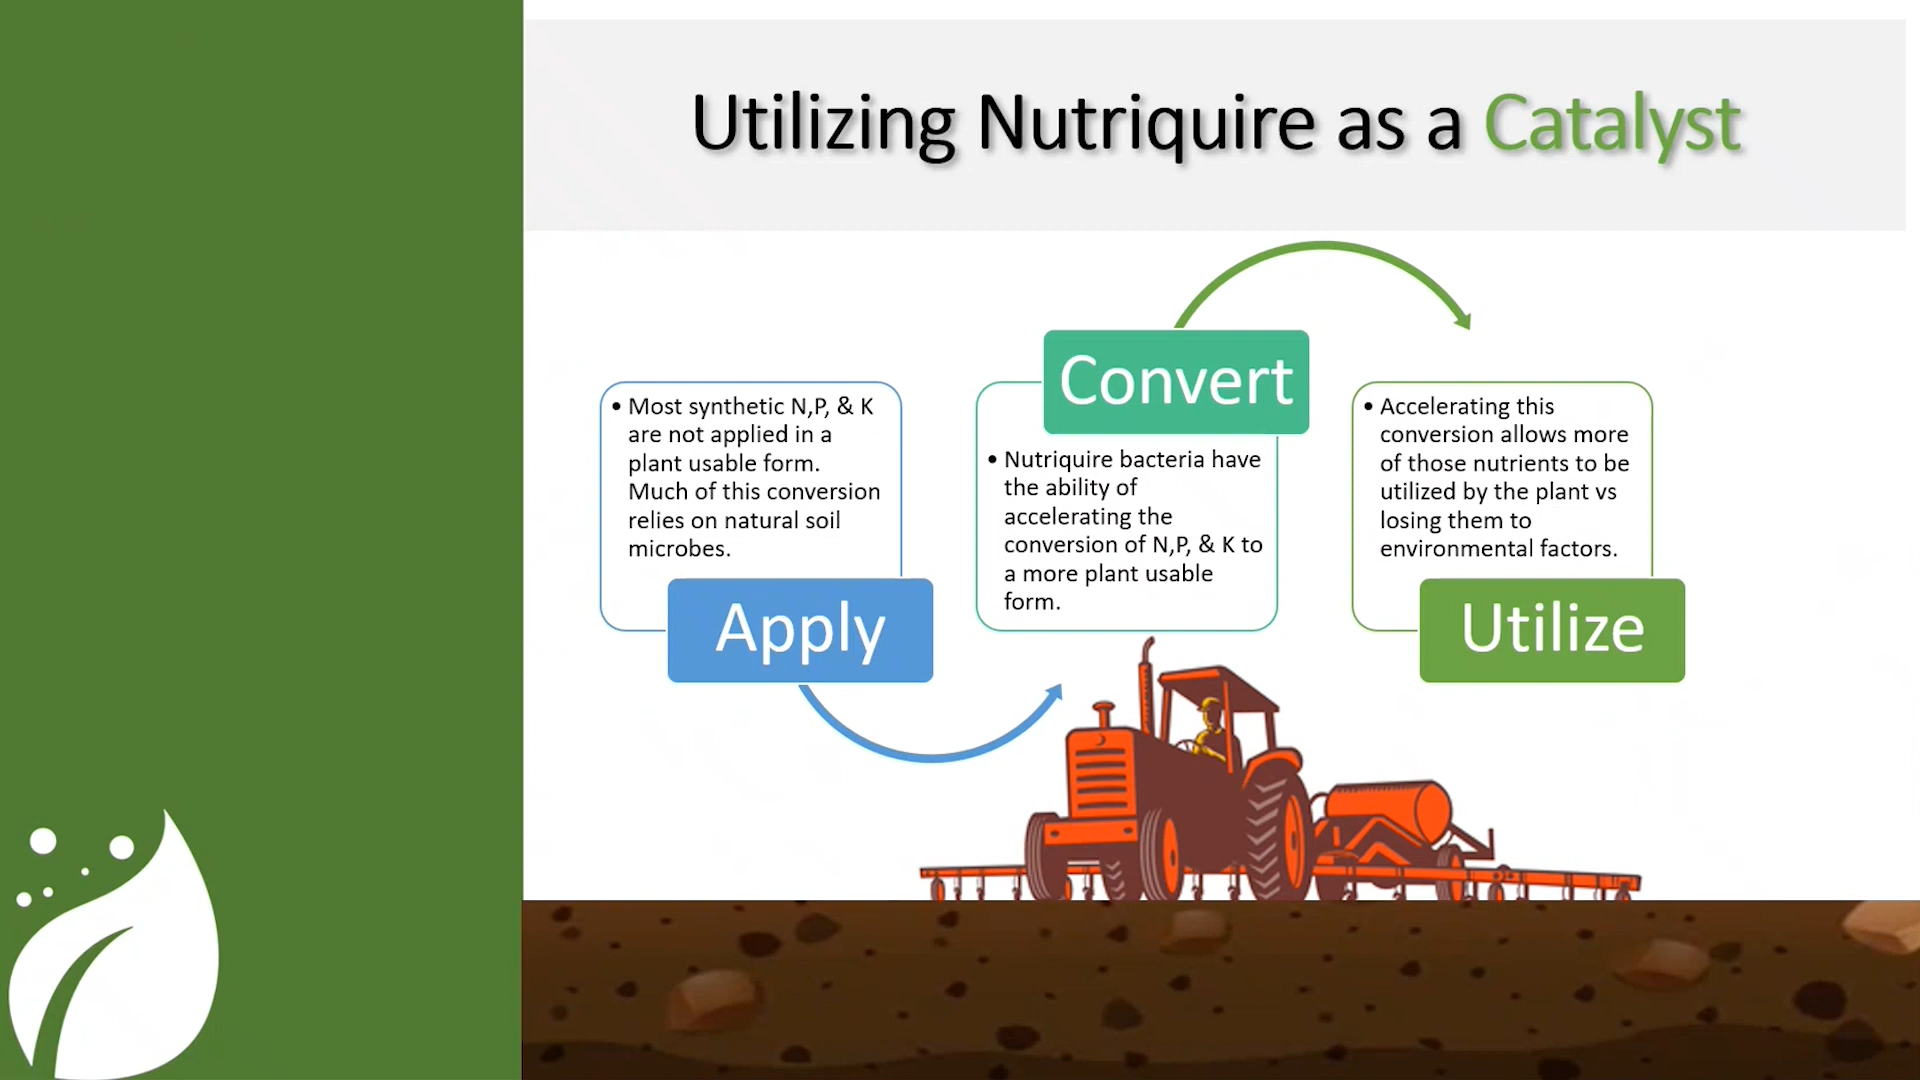 Utilizing Nutriquire as a Catalyst
• Most synthetic N,P, & K
are not applied in a
plant usable form.
Much of this conversion
relies on natural soil
microbes.
Apply
Convert
• Nutriquire bacteria have
the ability of
accelerating the
conversion of N,P, & K to
a more plant usable
form.
• Accelerating this
conversion allows more
of those nutrients to be
utilized by the plant vs
losing them to
environmental factors.
Utilize